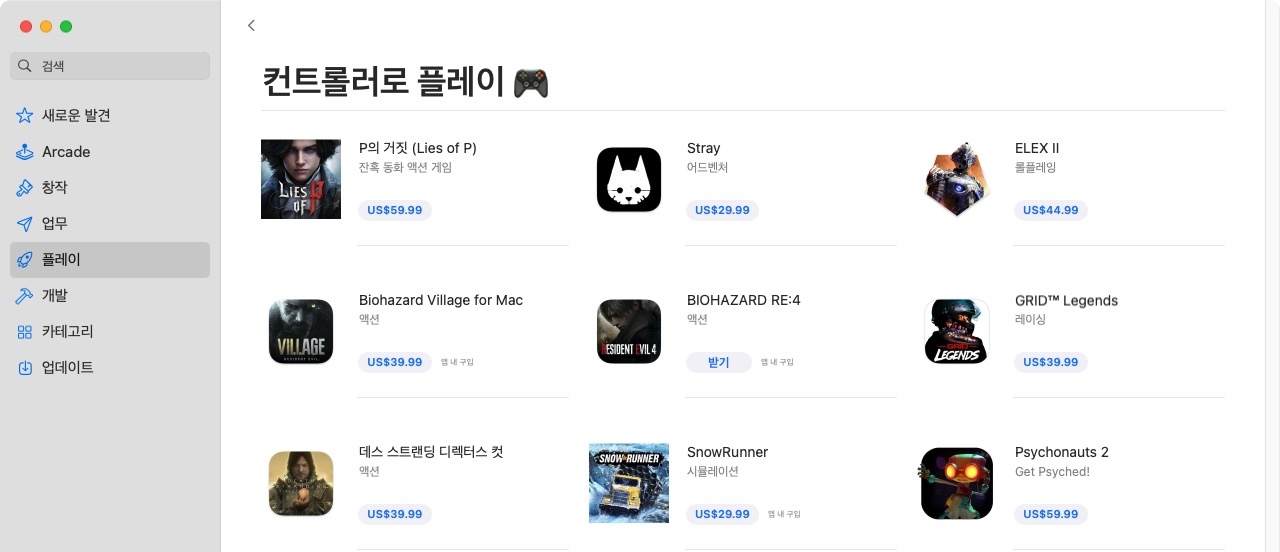 검색
새로운 발견
Arcade
창작
업무
플레이
개발
카테고리
업데이트
컨트롤러로 플레이 🎮
P의 거짓 (Lies of P)
잔혹 동화 액션 게임
US$59.99
LIES OF P
Stray
어드벤처
US$29.99
ELEX II
롤플레잉
US$44.99
Biohazard Village for Mac
액션
US$39.99 앱 내 구입
VILLAGE
RESIDENT EVIL
BIOHAZARD RE:4
액션
받기 앱 내 구입
RESIDENT EVIL 4
GRID™ Legends
레이싱
US$39.99
GRID
LEGENDS
데스 스트랜딩 디렉터스 컷
액션
US$39.99
SnowRunner
시뮬레이션
US$29.99 앱 내 구입
SNOWRUNNER
Psychonauts 2
Get Psyched!
US$59.99